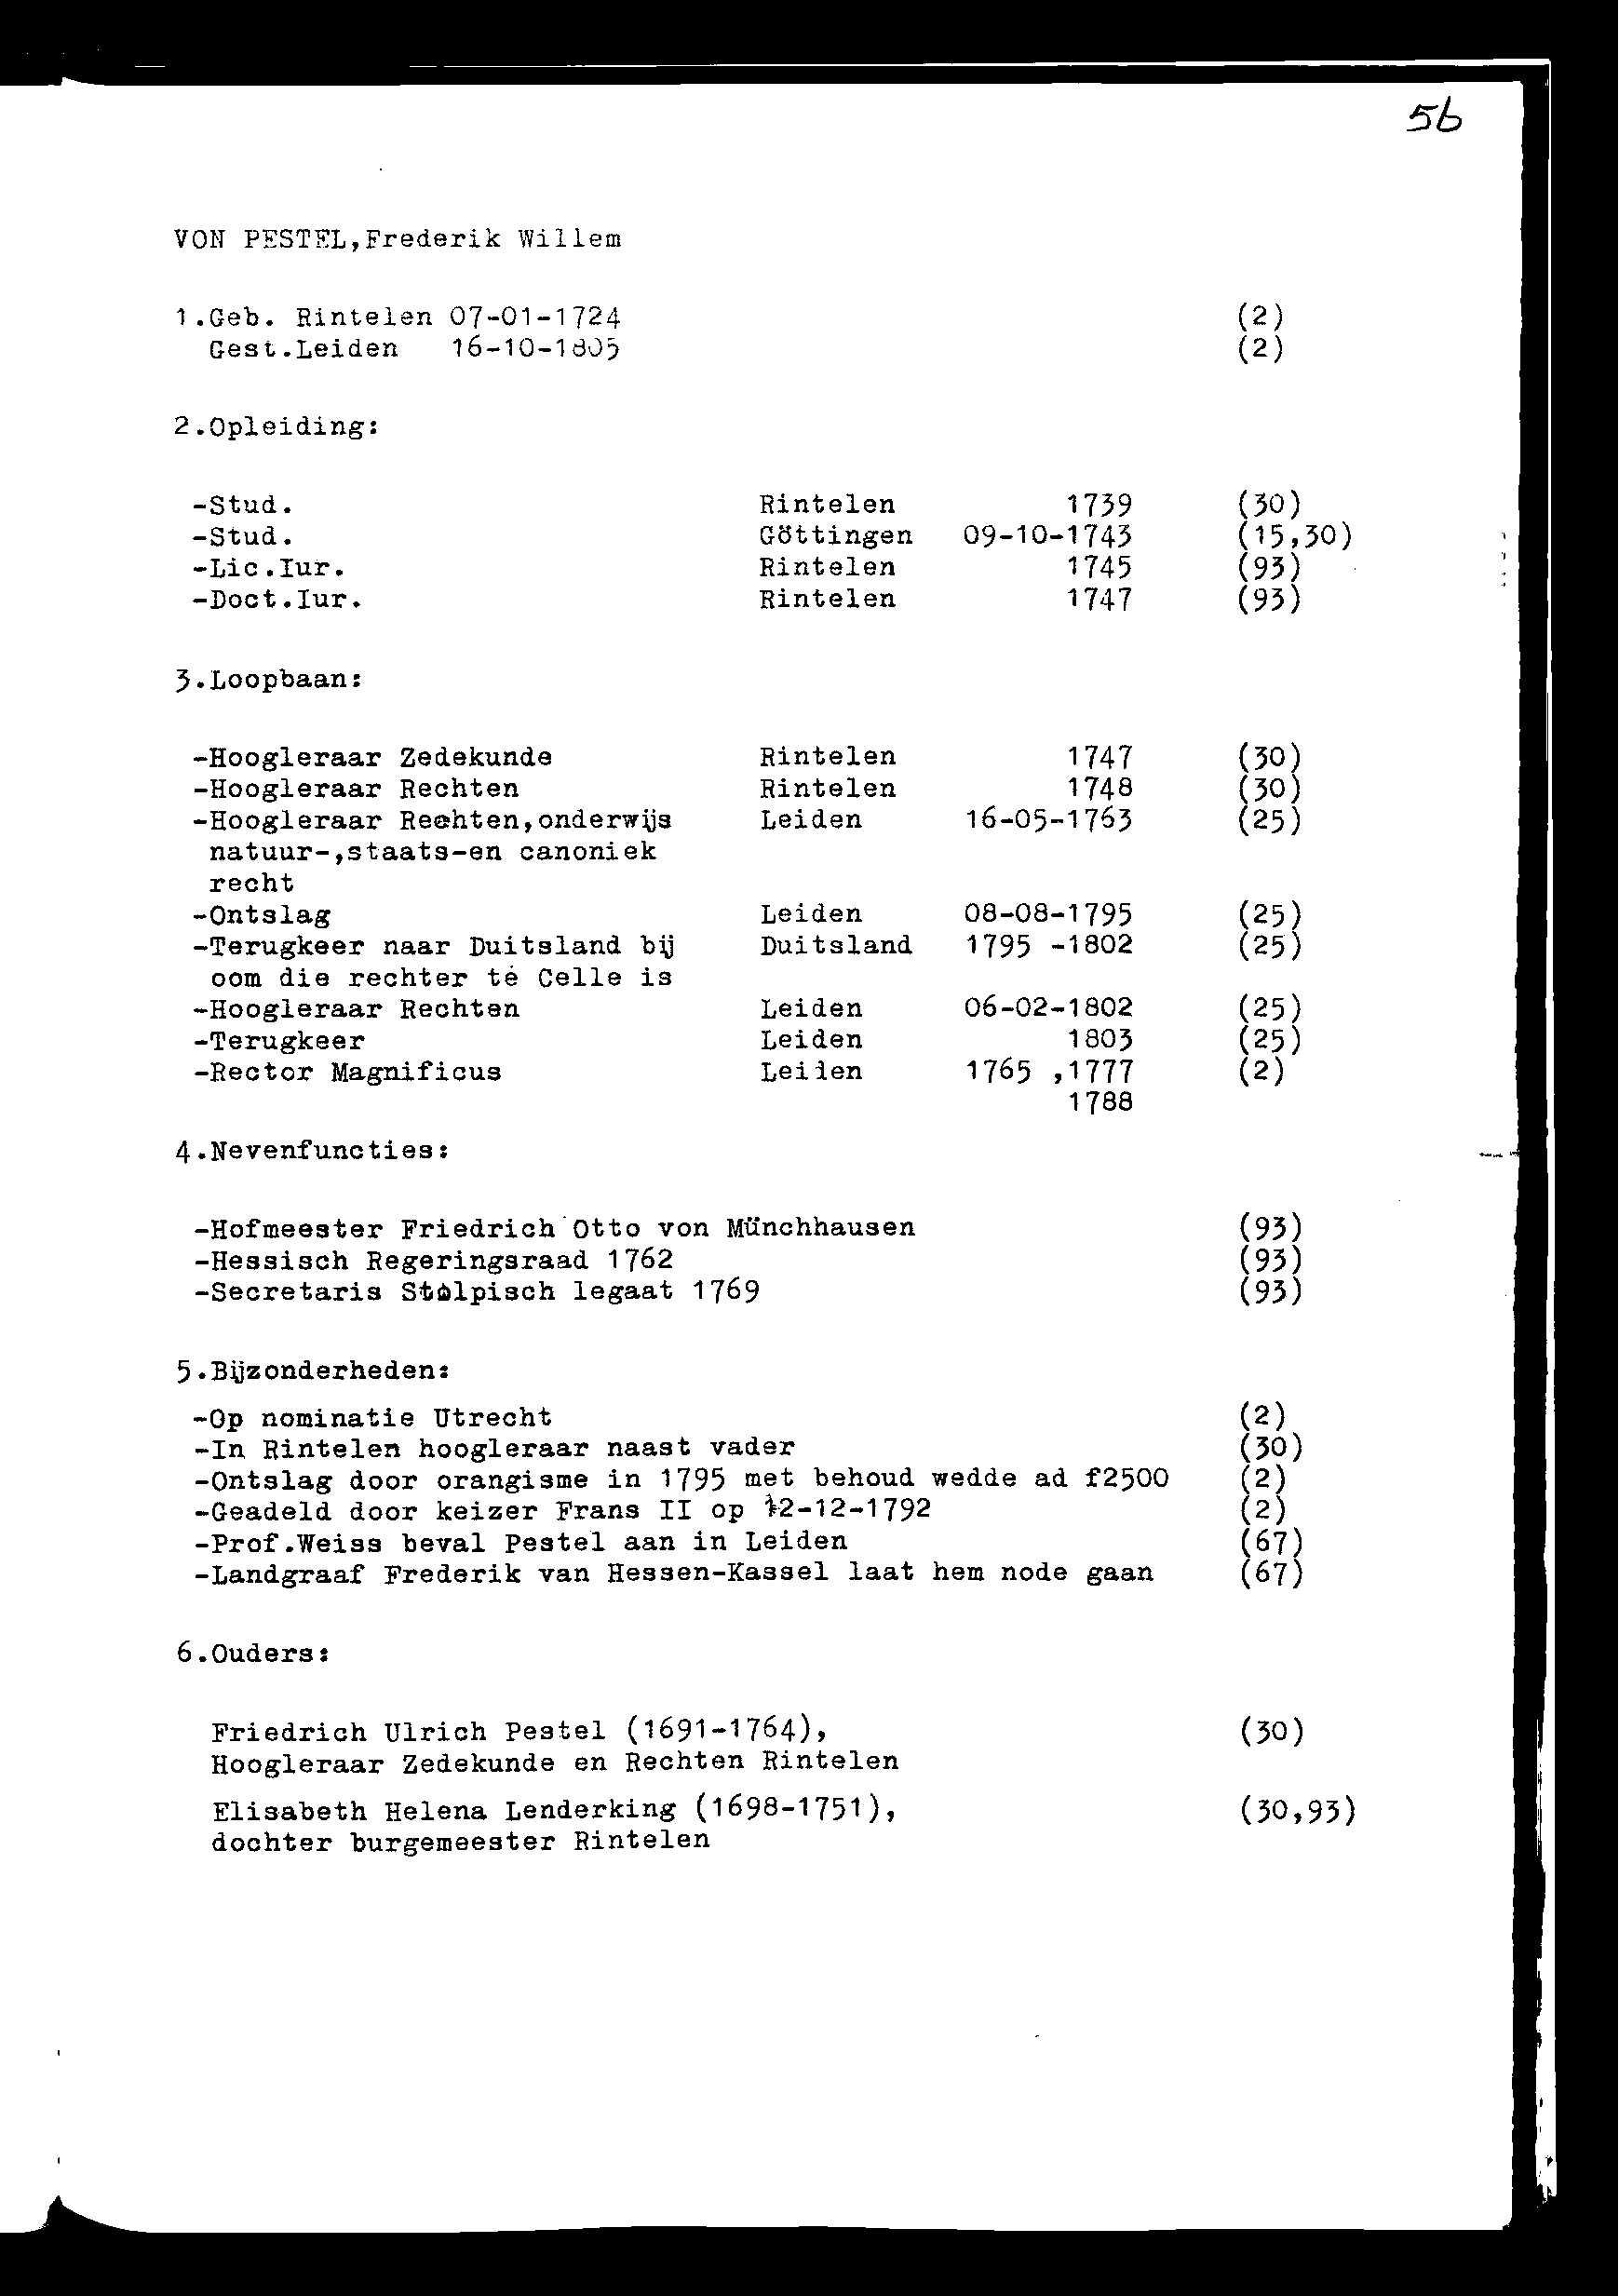 56
VON PESTEL,Frederik Willem
1.Geb. Rintelen 07-01-1724 (2)
Gest.Leiden 16-10-1805 (2)
2.Opleiding:
-Stud. Rintelen 1739 (30)
-Stud. Göttingen 09-10-1743 (15,30)
-Lic.Iur. Rintelen 1745 (93)
-Doct.Iur. Rintelen 1747 (93)
3.Loopbaan:
-Hoogleraar Zedekunde Rintelen 1747 (30)
-Hoogleraar Rechten Rintelen 1748 (30)
-Hoogleraar Rechten,onderwijs Leiden 16-05-1763 (25)
natuur-,staats-en canoniek
recht
-Ontslag Leiden 08-08-1795 (25)
-Terugkeer naar Duitsland bij Duitsland 1795 -1802 (25)
oom die rechter te Celle is
-Hoogleraar Rechten Leiden 06-02-1802 (25)
-Terugkeer Leiden 1803 (25)
-Rector Magnificus Leiden 1765 ,1777 (2)
1788
4.Nevenfuncties:
-Hofmeester Friedrich Otto von Münchhausen (93)
-Hessisch Regeringsraad 1762 (93)
-Secretaris Stolpisch legaat 1769 (93)
5.Bijzonderheden:
-Op nominatie Utrecht (2)
-In Rintelen hoogleraar naast vader (30)
-Ontslag door orangisme in 1795 met behoud wedde ad f2500 (2)
-Geadeld door keizer Frans II op 12-12-1792 (2)
-Prof.Weiss beval Pestel aan in Leiden (67)
-Landgraaf Frederik van Hessen-Kassel laat hem node gaan (67)
6.Ouders:
Friedrich Ulrich Pestel (1691-1764), (30)
Hoogleraar Zedekunde en Rechten Rintelen
Elisabeth Helena Lenderking (1698-1751), (30,93)
dochter burgemeester Rintelen